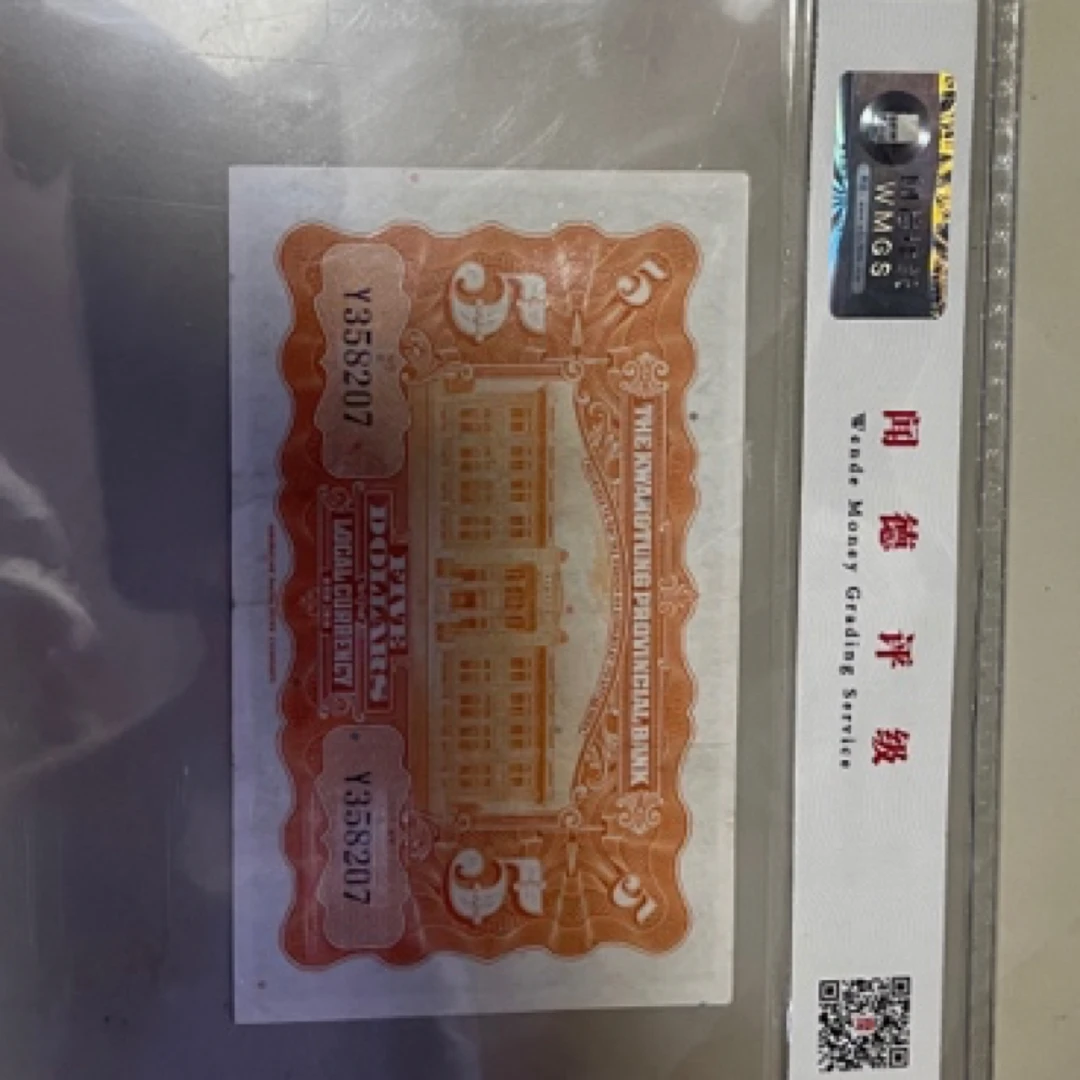 WMGS
闻德评级
Wende Money Grading Service
5 5
THE KWANGTUNG PROVINCIAL BANK
5 5
Y358207 Y358207
FIVE
DOLLARS
LOCAL CURRENCY